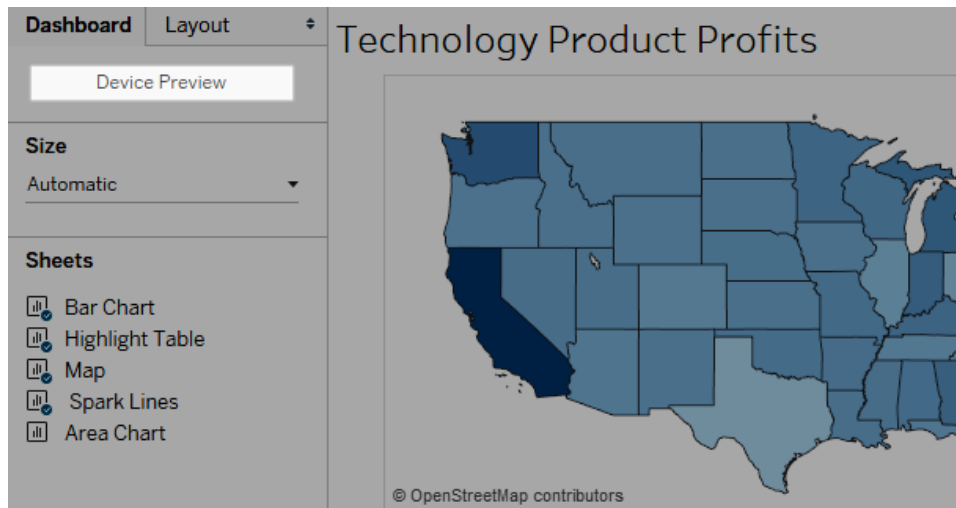 Dashboard
Layout
Device Preview
Size
Automatic
Sheets
Bar Chart
Highlight Table
Map
Spark Lines
Area Chart
Technology Product Profits
© OpenStreetMap contributors